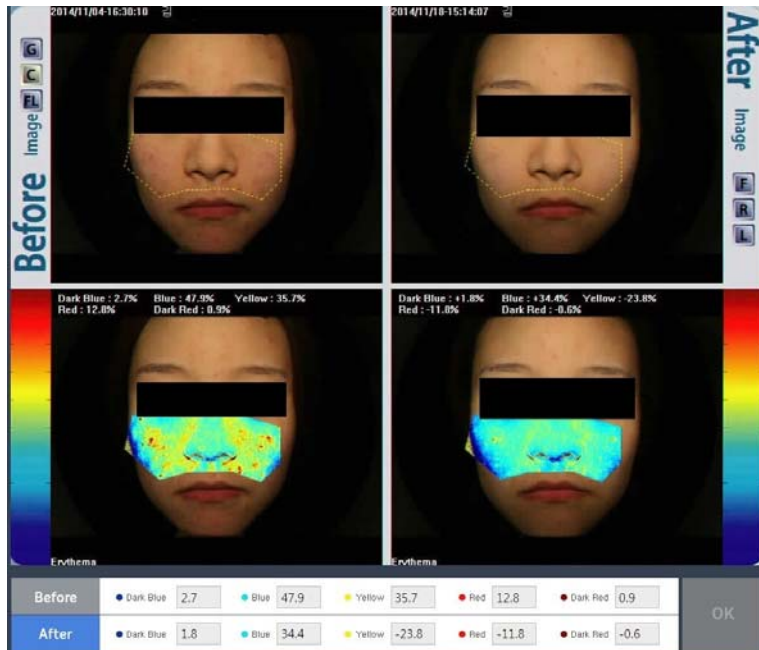 2014/11/04-16:30:10 김
2014/11/18-15:14:07 김
G
C
FL
Before Image
After Image
F
R
L
Dark Blue : 2.7% Blue : 47.9% Yellow : 35.7%
Red : 12.8% Dark Red : 0.9%
Dark Blue : +1.8% Blue : +34.4% Yellow : -23.8%
Red : -11.8% Dark Red : -0.6%
Erythema
Before Dark Blue 2.7 Blue 47.9 Yellow 35.7 Red 12.8 Dark Red 0.9
After Dark Blue 1.8 Blue 34.4 Yellow -23.8 Red -11.8 Dark Red -0.6
OK